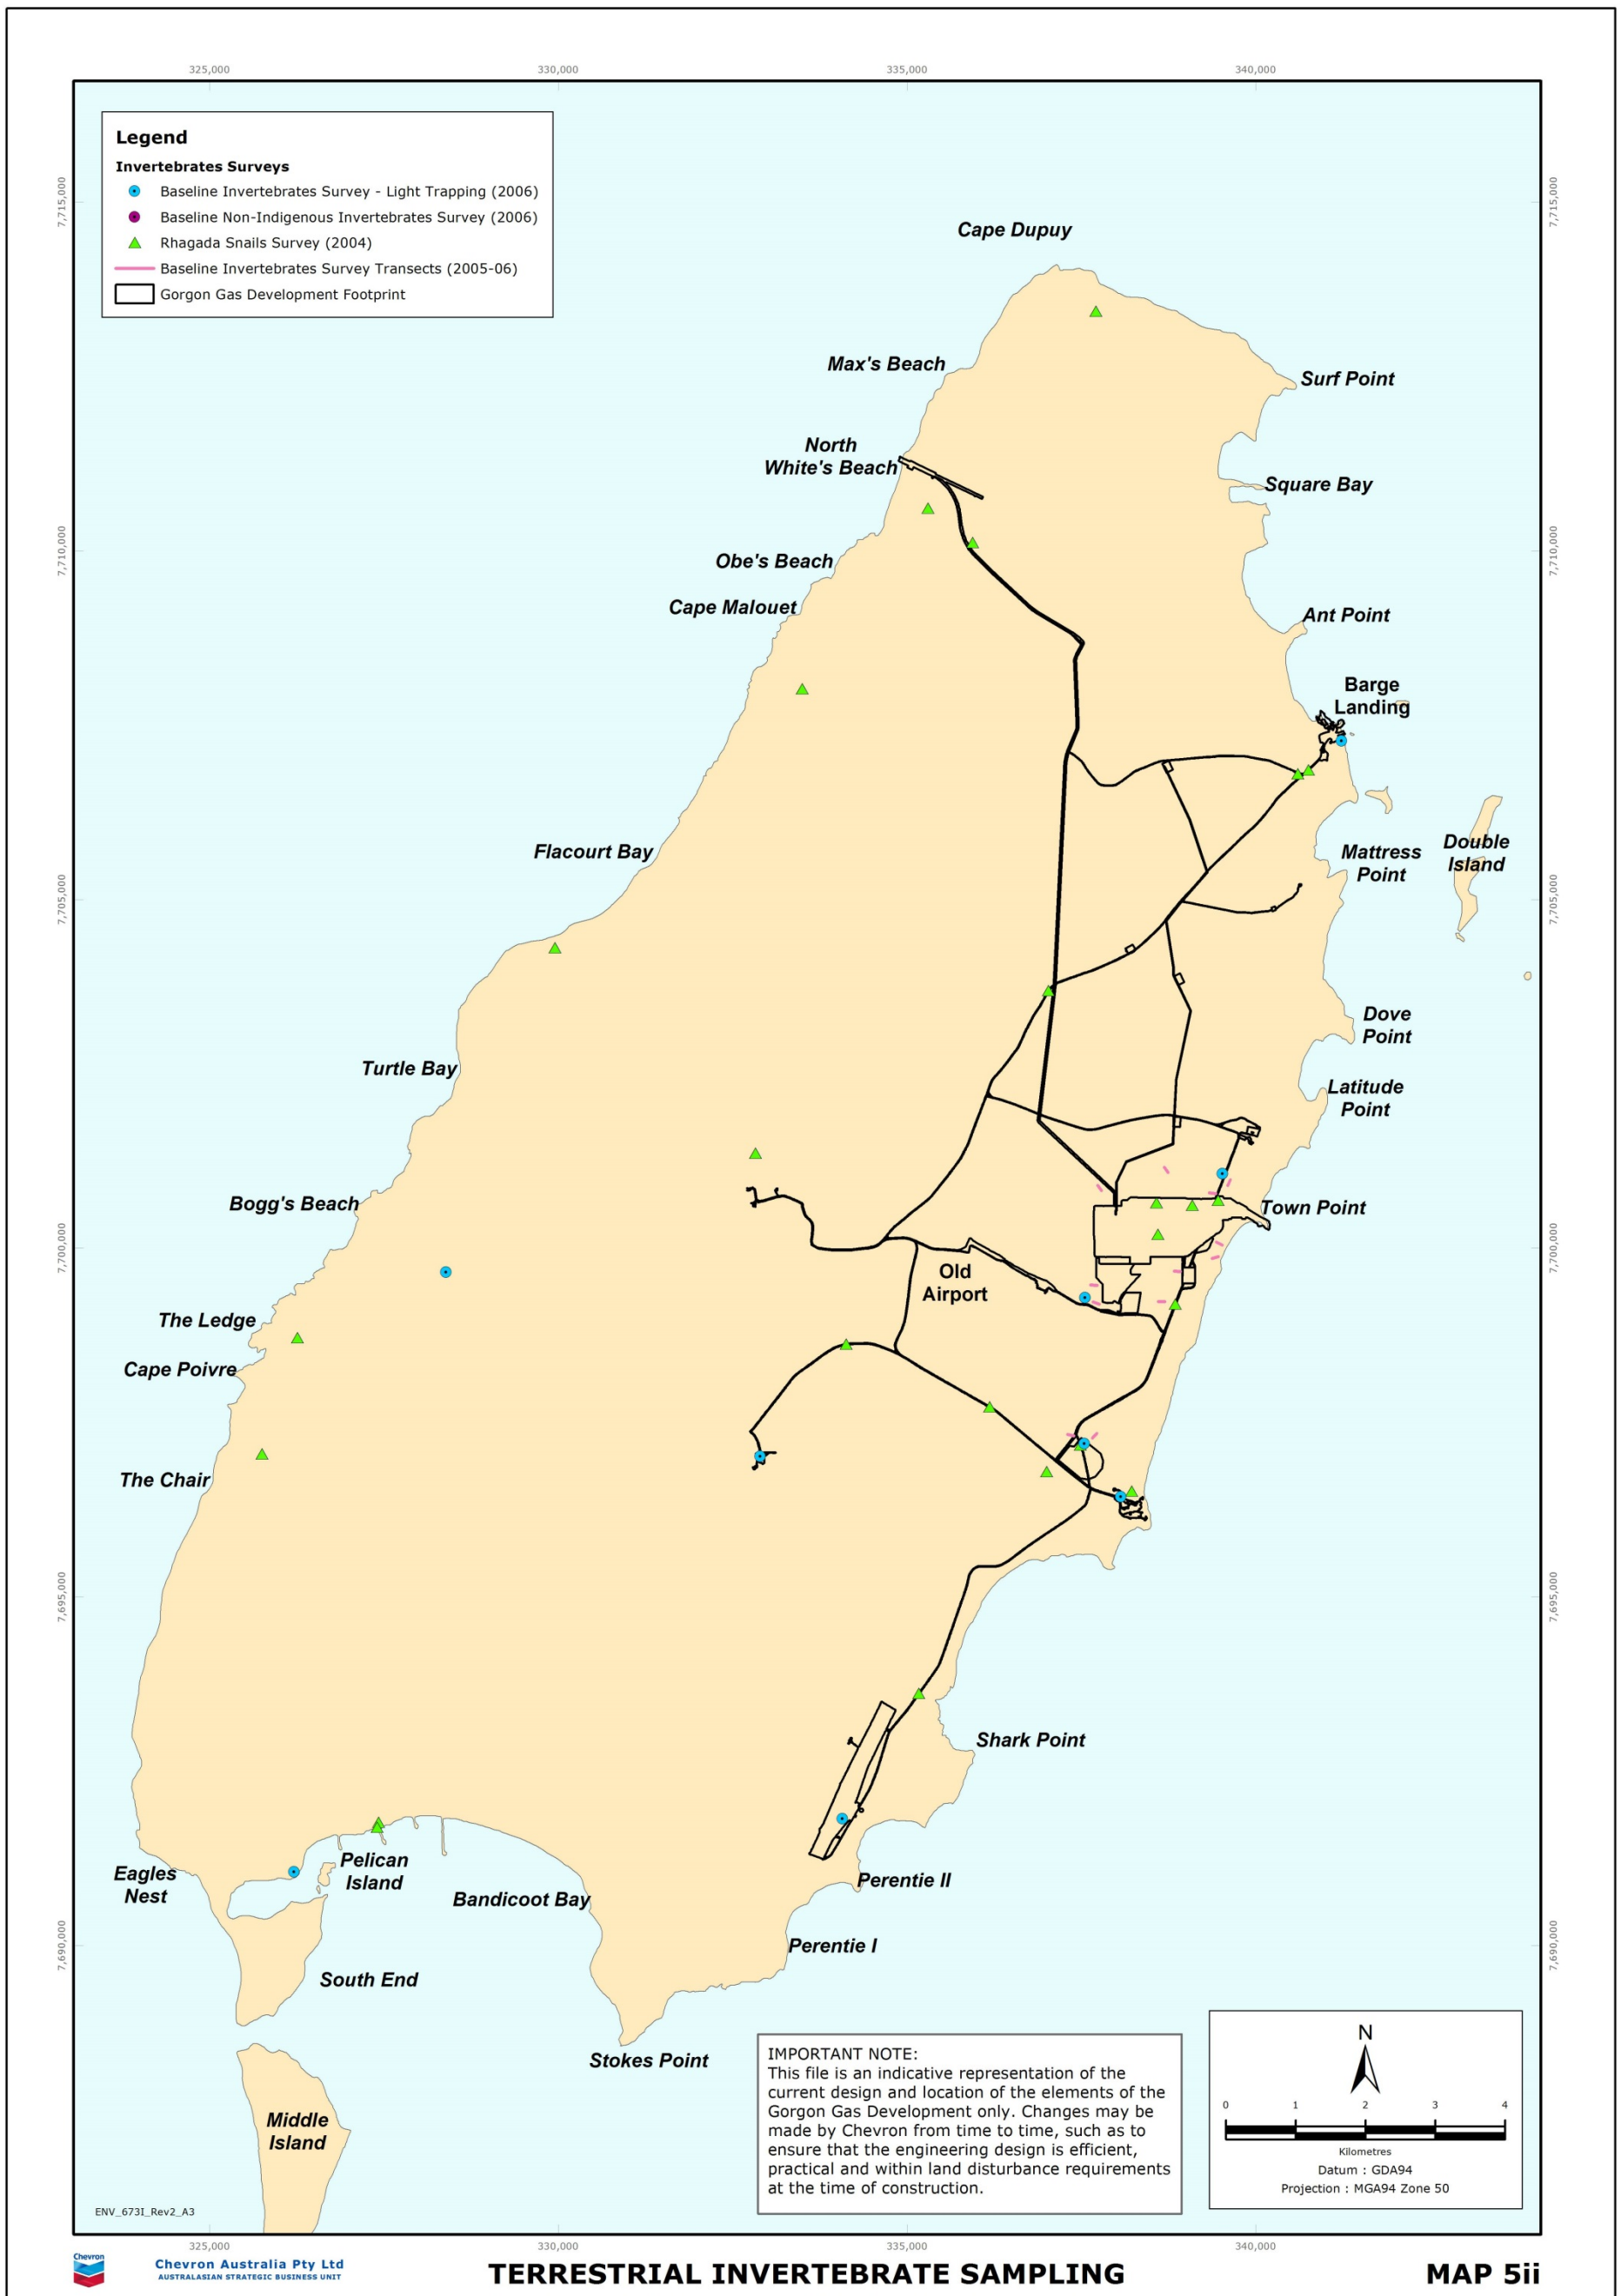 325,000
330,000
335,000
340,000
7,715,000
7,715,000
Legend
Invertebrates Surveys
Baseline Invertebrates Survey - Light Trapping (2006)
Baseline Non-Indigenous Invertebrates Survey (2006)
Rhagada Snails Survey (2004)
Baseline Invertebrates Survey Transects (2005-06)
Gorgon Gas Development Footprint
Cape Dupuy
Max's Beach
Surf Point
North
White's Beach
Square Bay
7,710,000
7,710,000
Obe's Beach
Cape Malouet
Ant Point
Barge
Landing
Flacourt Bay
Mattress
Point
Double
Island
7,705,000
7,705,000
Dove
Point
Turtle Bay
Latitude
Point
Bogg's Beach
Town Point
7,700,000
7,700,000
Old
Airport
The Ledge
Cape Poivre
The Chair
7,695,000
7,695,000
Shark Point
Pelican
Island
Eagles
Nest
Bandicoot Bay
Perentie II
Perentie I
7,690,000
7,690,000
South End
Stokes Point
Middle
Island
IMPORTANT NOTE:
This file is an indicative representation of the
current design and location of the elements of the
Gorgon Gas Development only. Changes may be
made by Chevron from time to time, such as to
ensure that the engineering design is efficient,
practical and within land disturbance requirements
at the time of construction.
N
0 1 2 3 4
Kilometres
Datum : GDA94
Projection : MGA94 Zone 50
ENV_673I_Rev2_A3
325,000
330,000
335,000
340,000
Chevron
Chevron Australia Pty Ltd
AUSTRALASIAN STRATEGIC BUSINESS UNIT
TERRESTRIAL INVERTEBRATE SAMPLING
MAP 5ii